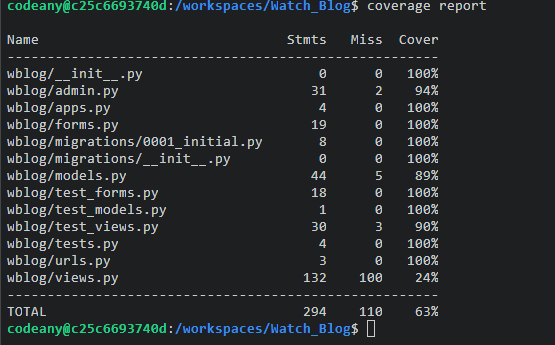 codeany@c25c6693740d:/workspaces/Watch_Blog$ coverage report
Name Stmts Miss Cover
-------------------------------------------------------
wblog/__init__.py 0 0 100%
wblog/admin.py 31 2 94%
wblog/apps.py 4 0 100%
wblog/forms.py 19 0 100%
wblog/migrations/0001_initial.py 8 0 100%
wblog/migrations/__init__.py 0 0 100%
wblog/models.py 44 5 89%
wblog/test_forms.py 18 0 100%
wblog/test_models.py 1 0 100%
wblog/test_views.py 30 3 90%
wblog/tests.py 4 0 100%
wblog/urls.py 3 0 100%
wblog/views.py 132 100 24%
-------------------------------------------------------
TOTAL 294 110 63%
codeany@c25c6693740d:/workspaces/Watch_Blog$